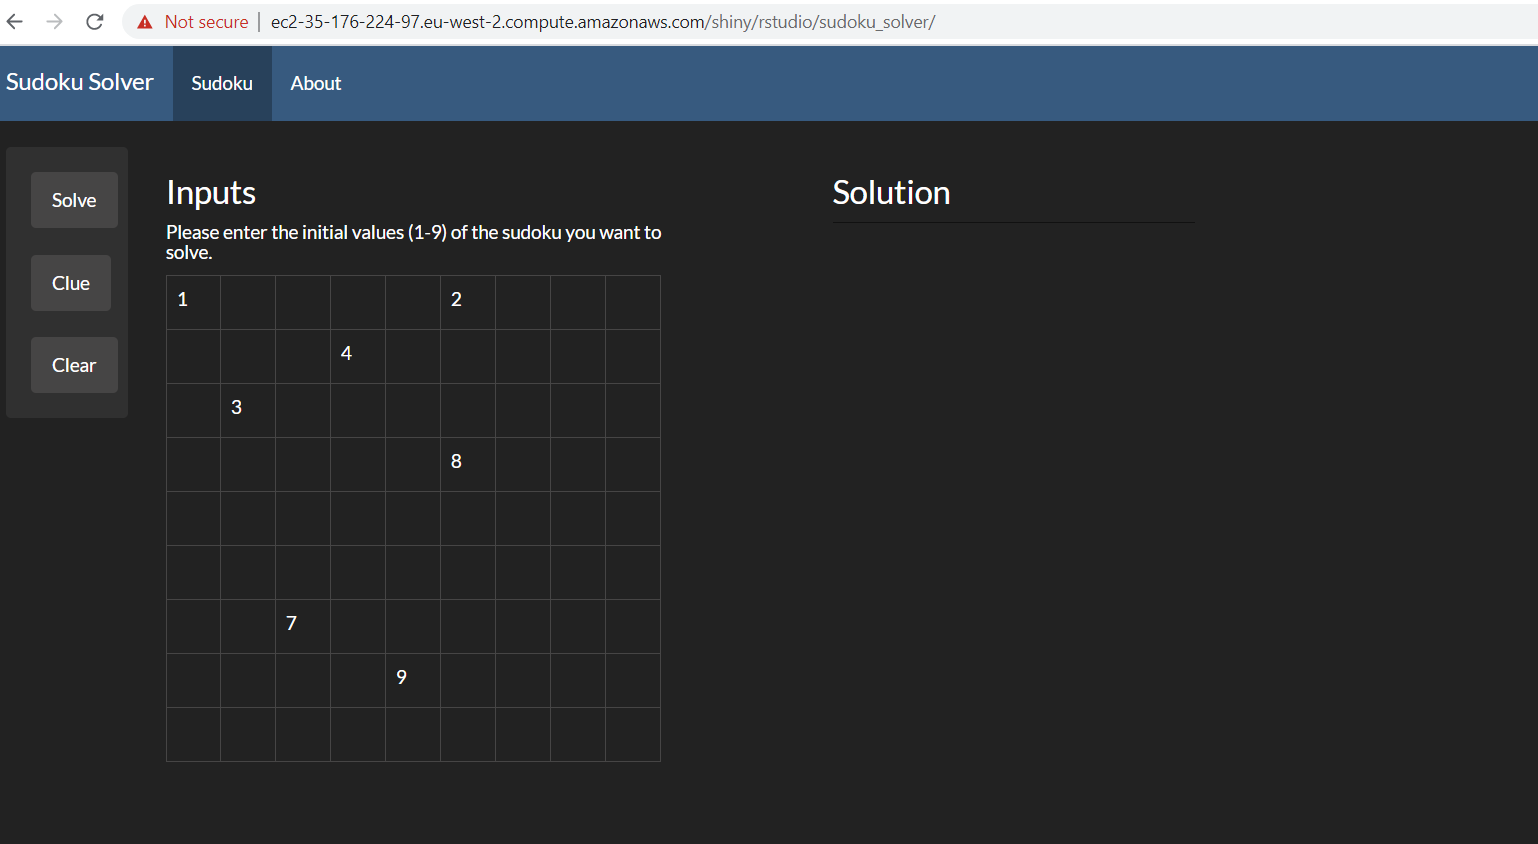 Not secure | ec2-35-176-224-97.eu-west-2.compute.amazonaws.com/shiny/rstudio/sudoku_solver/
Sudoku Solver Sudoku About
Solve
Clue
Clear
Inputs
Please enter the initial values (1-9) of the sudoku you want to
solve.
1 2
4
3
8
7
9
Solution